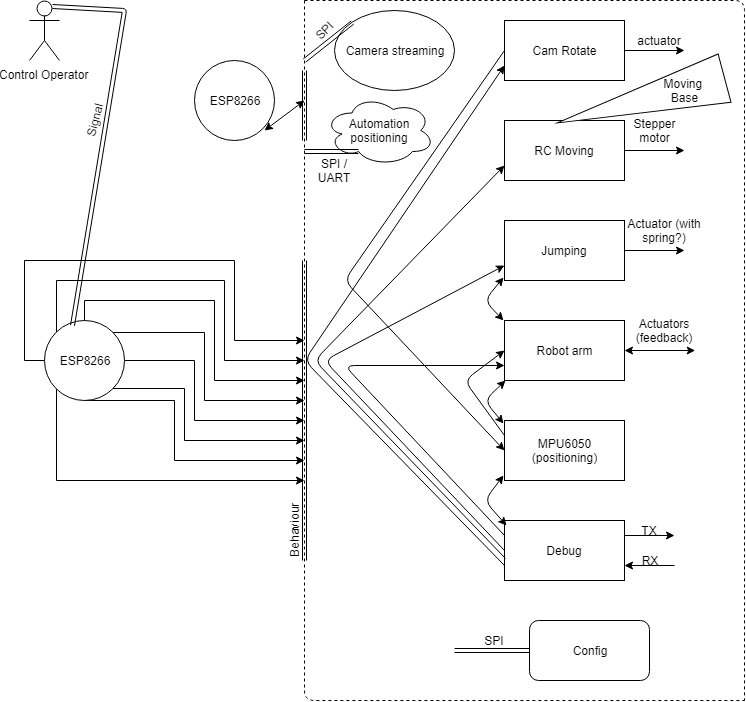 SPI
Camera streaming
Cam Rotate
actuator
Control Operator
ESP8266
Moving
Base
Signal
Automation
positioning
RC Moving
Stepper
motor
SPI /
UART
Jumping
Actuator (with
spring?)
ESP8266
Robot arm
Actuators
(feedback)
MPU6050
(positioning)
Behaviour
Debug
TX
RX
SPI
Config